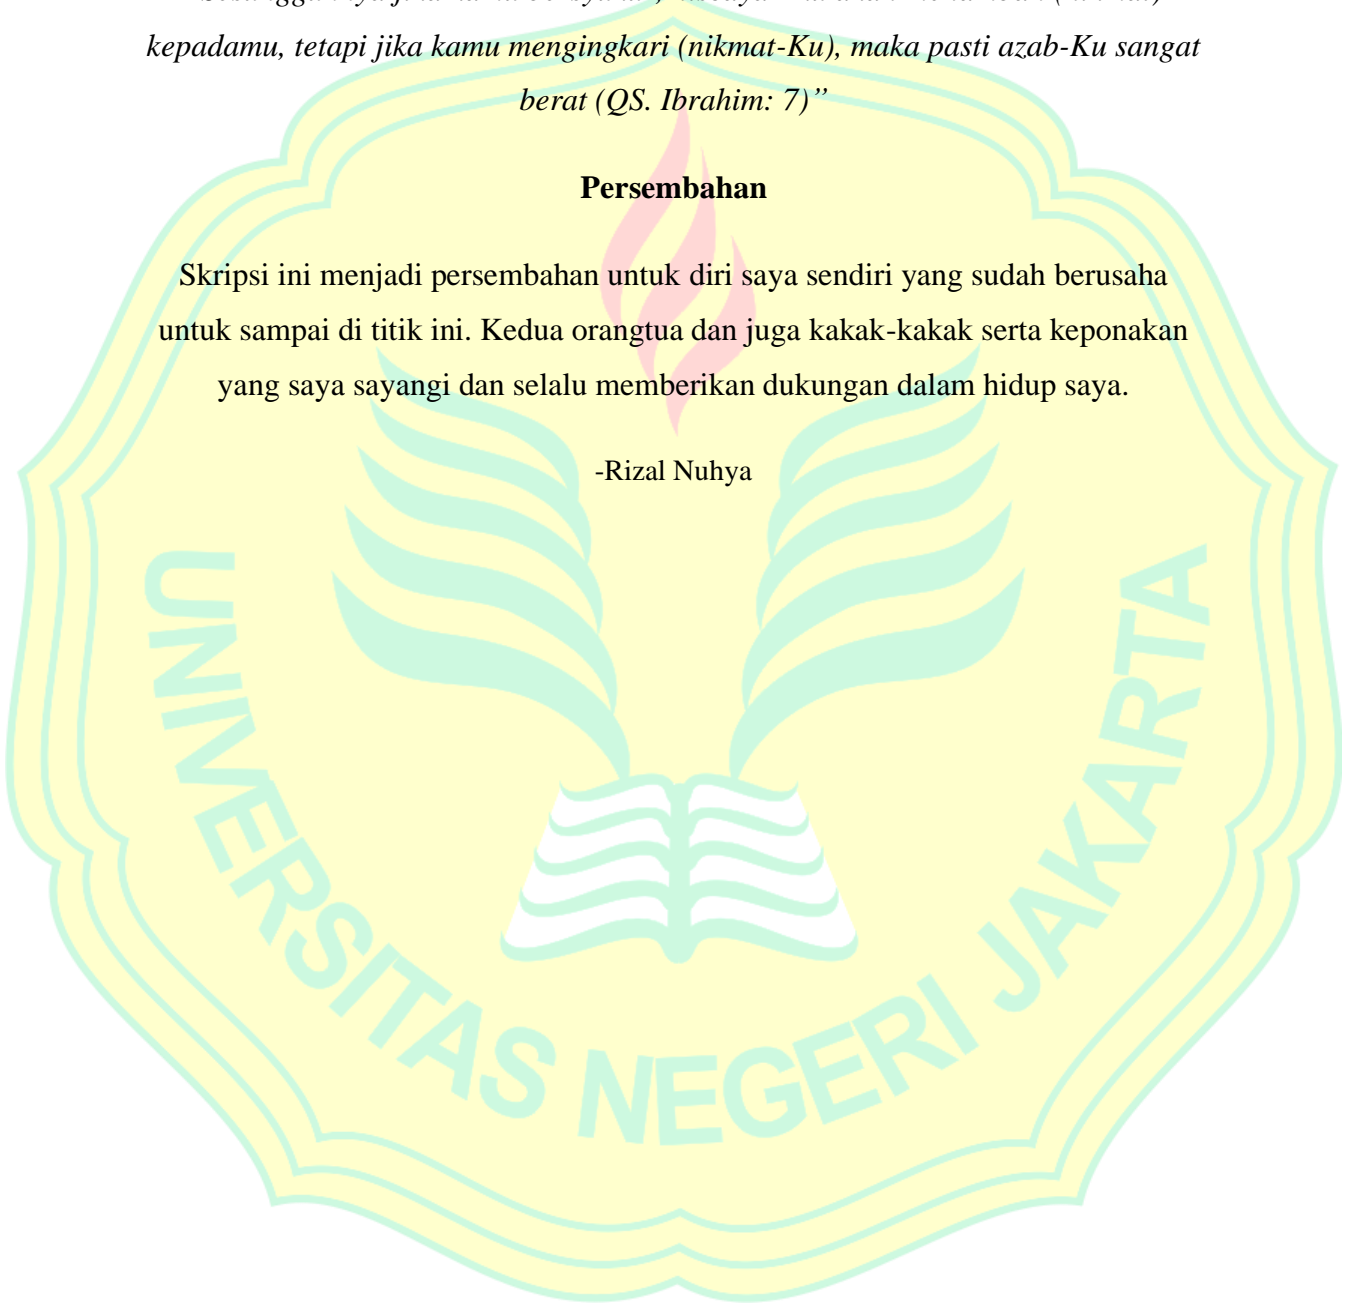 kepadamu, tetapi jika kamu mengingkari (nikmat-Ku), maka pasti azab-Ku sangat
berat (QS. Ibrahim: 7)”
Persembahan
Skripsi ini menjadi persembahan untuk diri saya sendiri yang sudah berusaha
untuk sampai di titik ini. Kedua orangtua dan juga kakak-kakak serta keponakan
yang saya sayangi dan selalu memberikan dukungan dalam hidup saya.
-Rizal Nuhya
UNIVERSITAS NEGERI JAKARTA